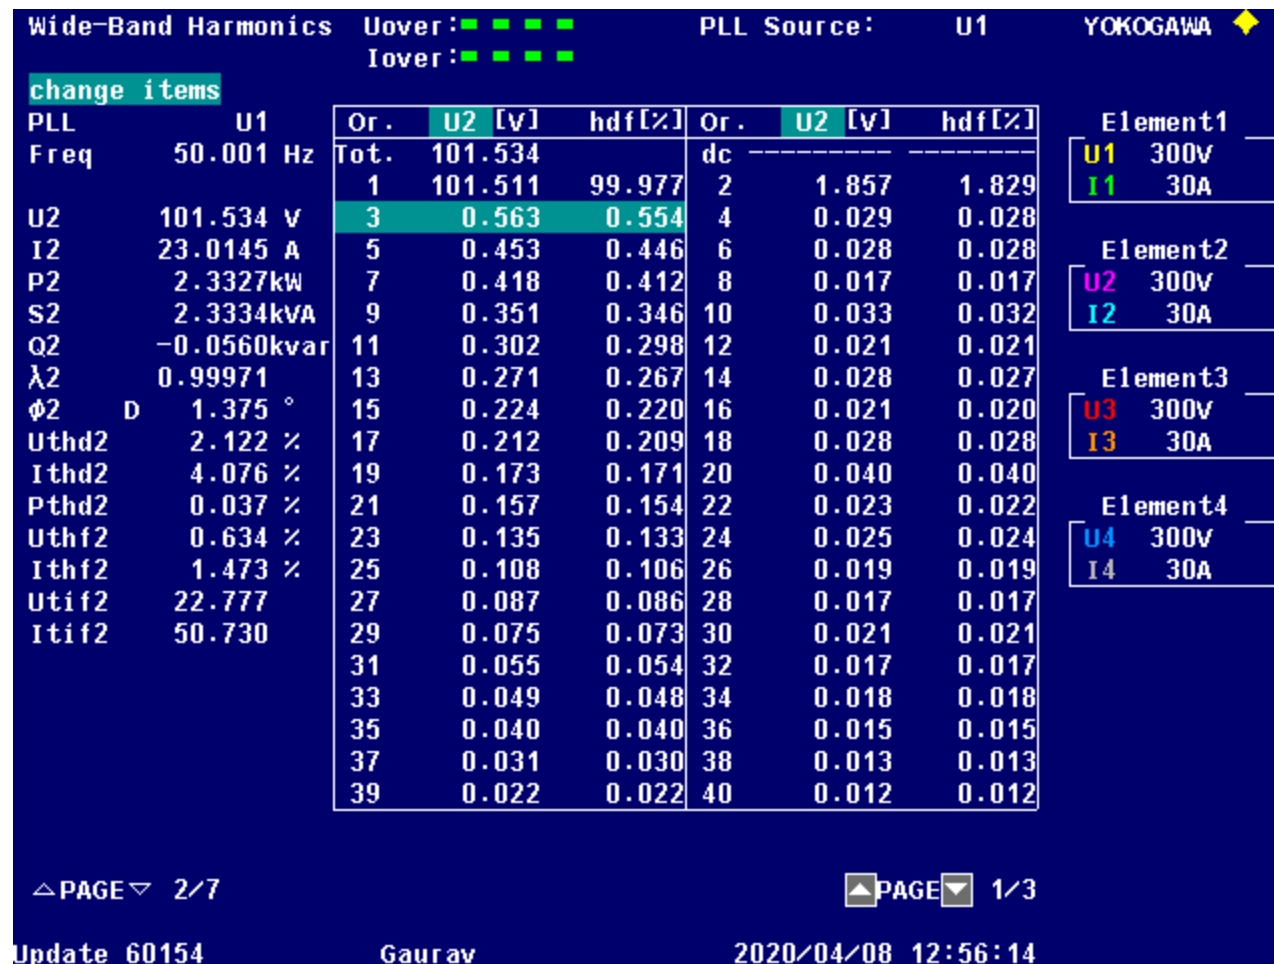 Wide-Band Harmonics Uover: PLL Source: U1 YOKOGAWA
Iover:
change items
PLL U1 Or. U2 [V] hdf[%] Or. U2 [V] hdf[%] Element1
Freq 50.001 Hz Tot. 101.534 dc --------- -------- U1 300V
1 101.511 99.977 2 1.857 1.829 I1 30A
U2 101.534 V 3 0.563 0.554 4 0.029 0.028
I2 23.0145 A 5 0.453 0.446 6 0.028 0.028 Element2
P2 2.3327kW 7 0.418 0.412 8 0.017 0.017 U2 300V
S2 2.3334kVA 9 0.351 0.346 10 0.033 0.032 I2 30A
Q2 -0.0560kvar 11 0.302 0.298 12 0.021 0.021
λ2 0.99971 13 0.271 0.267 14 0.028 0.027 Element3
ϕ2 D 1.375 ° 15 0.224 0.220 16 0.021 0.020 U3 300V
Uthd2 2.122 % 17 0.212 0.209 18 0.028 0.028 I3 30A
Ithd2 4.076 % 19 0.173 0.171 20 0.040 0.040
Pthd2 0.037 % 21 0.157 0.154 22 0.023 0.022 Element4
Uthf2 0.634 % 23 0.135 0.133 24 0.025 0.024 U4 300V
Ithf2 1.473 % 25 0.108 0.106 26 0.019 0.019 I4 30A
Utif2 22.777 27 0.087 0.086 28 0.017 0.017
Itif2 50.730 29 0.075 0.073 30 0.021 0.021
31 0.055 0.054 32 0.017 0.017
33 0.049 0.048 34 0.018 0.018
35 0.040 0.040 36 0.015 0.015
37 0.031 0.030 38 0.013 0.013
39 0.022 0.022 40 0.012 0.012
△PAGE▽ 2/7 ▲PAGE▼ 1/3
Update 60154 Gaurav 2020/04/08 12:56:14